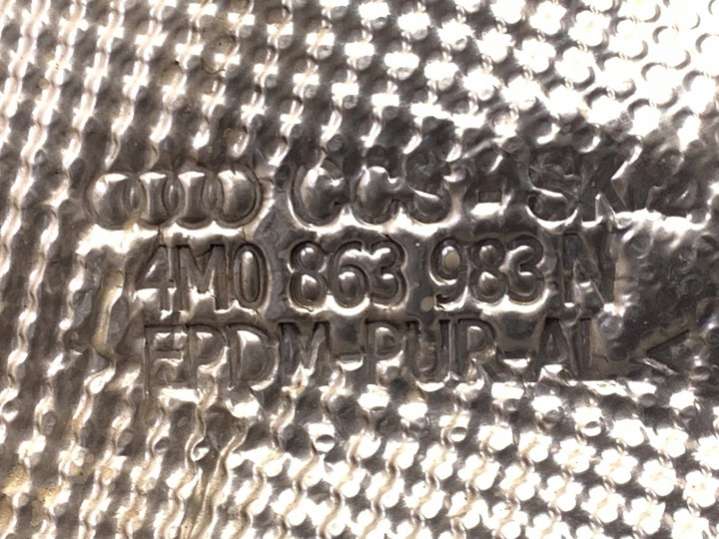 CCS-SK
4M0 863 983 N
EPDM-PUR-AL <